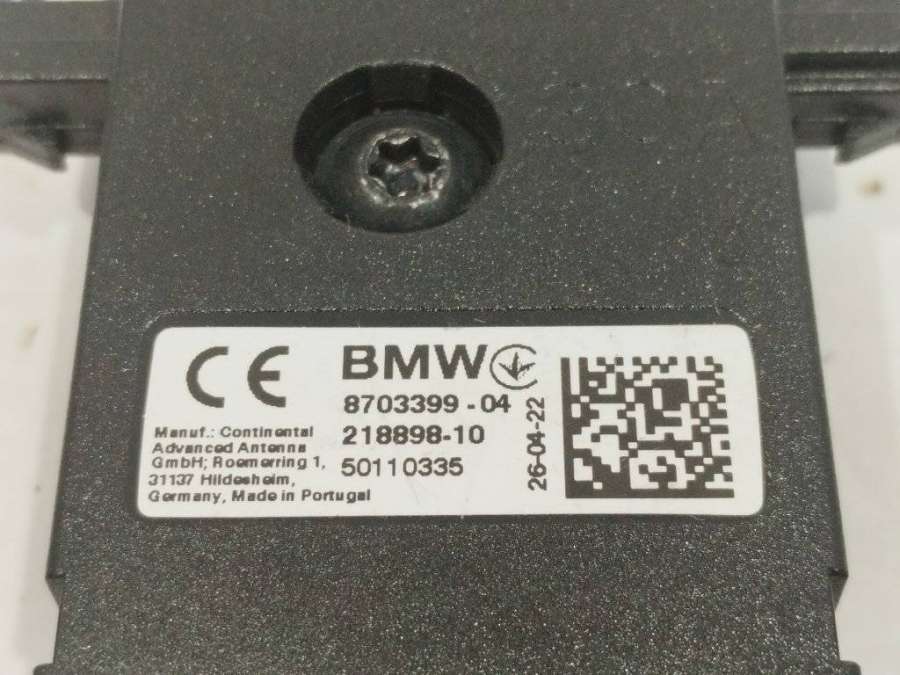 CE
BMW
8703399-04
218898-10
50110335
Manuf.: Continental
Advanced Antenna
GmbH; Roemerring 1,
31137 Hildesheim,
Germany, Made in Portugal
26-04-22